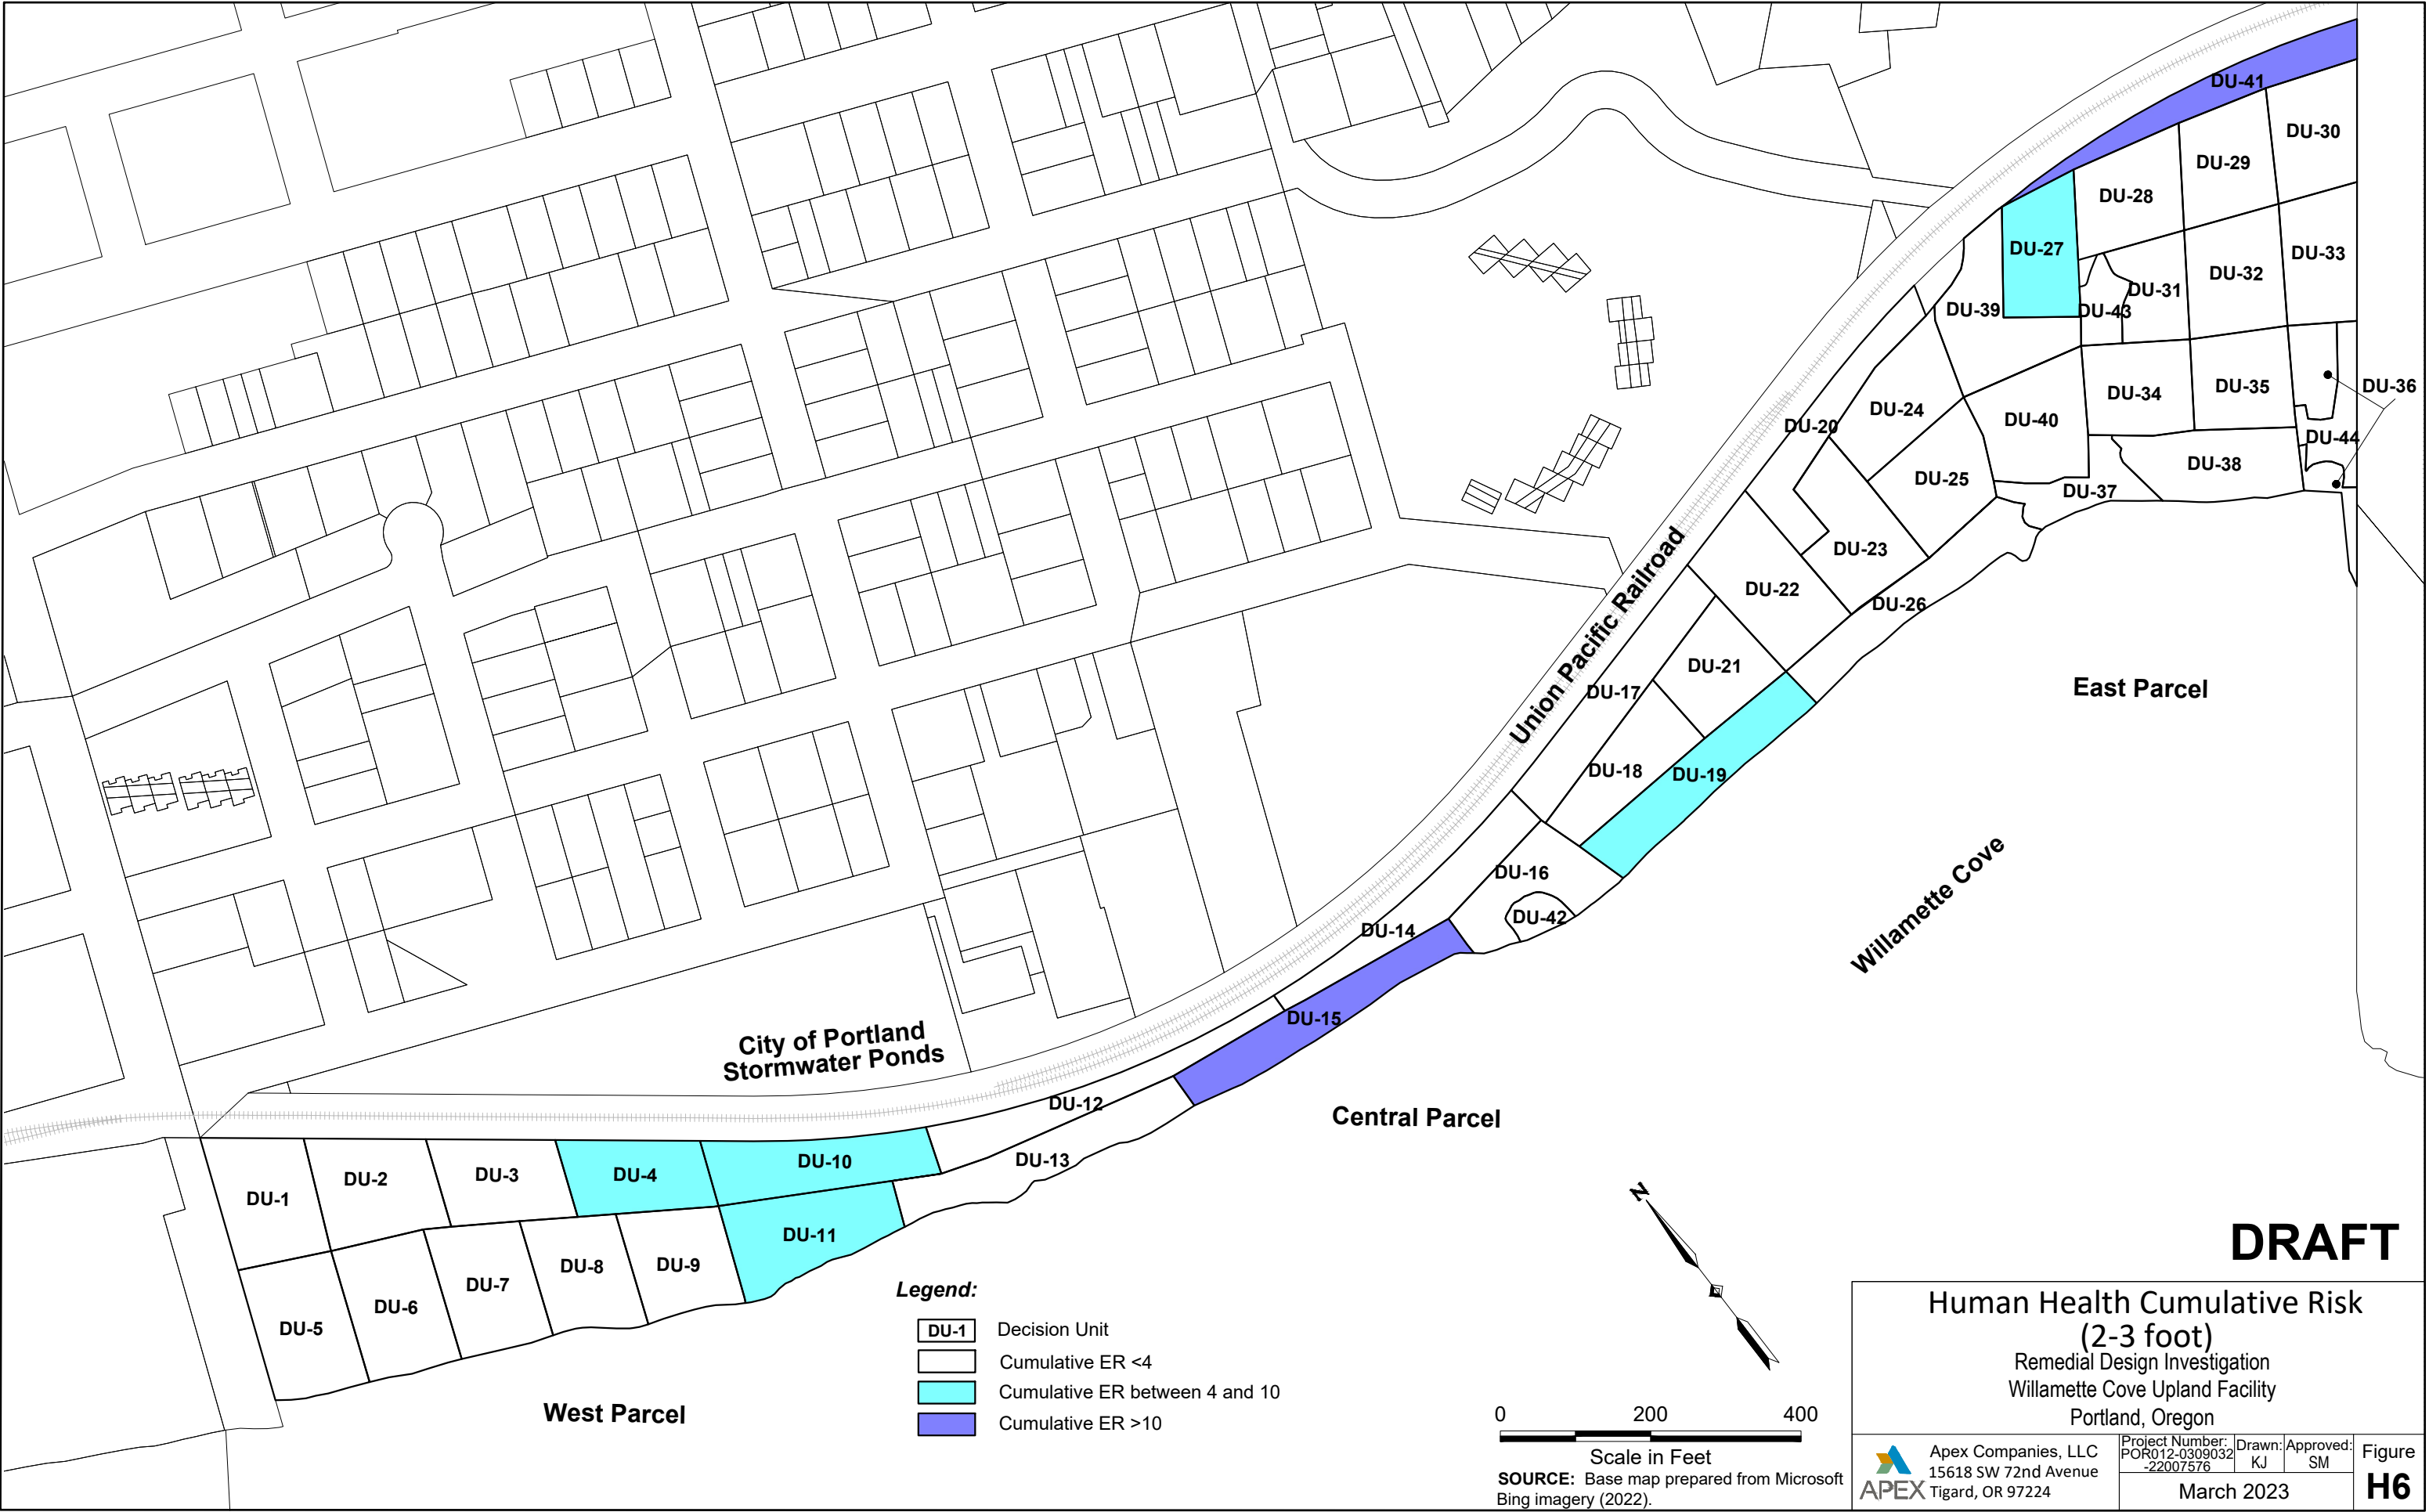 DU-41
DU-30
DU-29
DU-28
DU-27
DU-33
DU-32
DU-31
DU-43
DU-39
DU-36
DU-35
DU-34
DU-24
DU-40
DU-20
DU-44
DU-38
DU-25
DU-37
DU-23
DU-22
DU-26
Union Pacific Railroad
DU-21
DU-17
East Parcel
DU-18
DU-19
DU-16
DU-42
Willamette Cove
DU-14
DU-15
City of Portland
Stormwater Ponds
DU-12
Central Parcel
DU-13
DU-10
DU-4
DU-3
DU-2
DU-1
DU-11
DU-9
DU-8
DU-7
DU-6
DU-5
West Parcel
N
Legend:
DU-1 Decision Unit
Cumulative ER <4
Cumulative ER between 4 and 10
Cumulative ER >10
0 200 400
Scale in Feet
SOURCE: Base map prepared from Microsoft
Bing imagery (2022).
DRAFT
Human Health Cumulative Risk
(2-3 foot)
Remedial Design Investigation
Willamette Cove Upland Facility
Portland, Oregon
APEX
Apex Companies, LLC
15618 SW 72nd Avenue
Tigard, OR 97224
Project Number:
POR012-0309032
-22007576
Drawn:
KJ
Approved:
SM
March 2023
Figure
H6